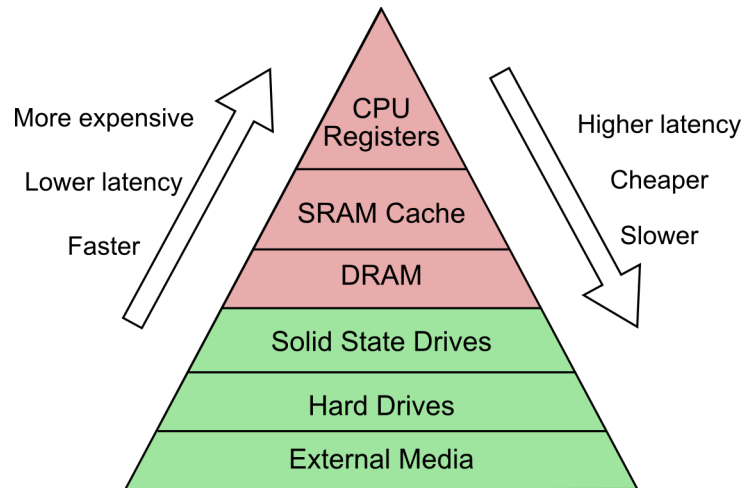 CPU
Registers
More expensive
Higher latency
Lower latency
Cheaper
SRAM Cache
Faster
Slower
DRAM
Solid State Drives
Hard Drives
External Media